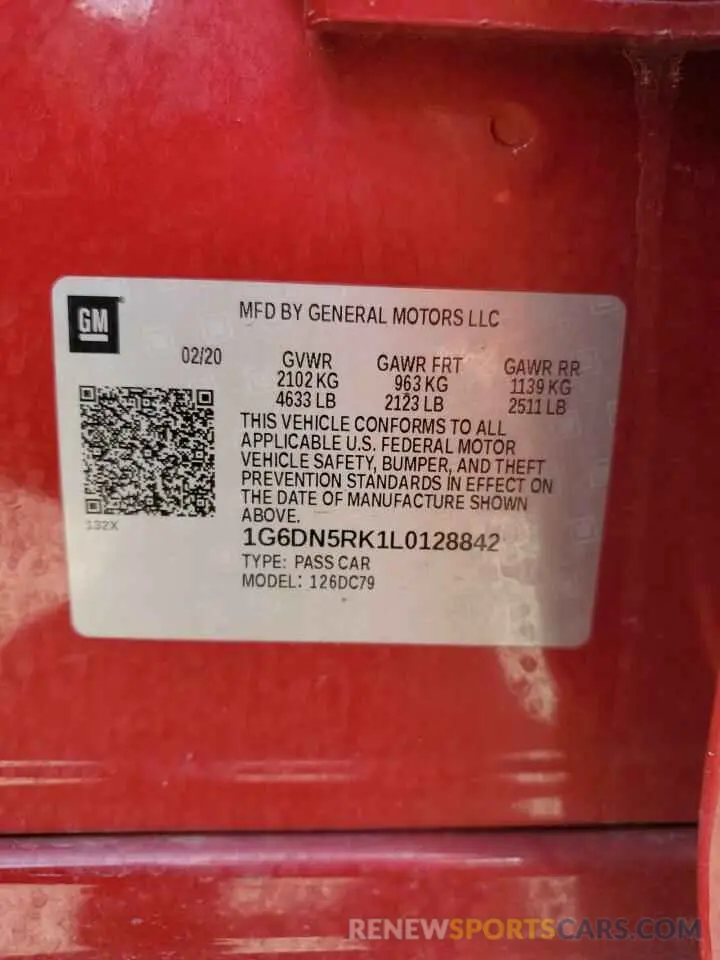 GM
MFD BY GENERAL MOTORS LLC
02/20 GVWR GAWR FRT GAWR RR
2102 KG 963 KG 1139 KG
4633 LB 2123 LB 2511 LB
THIS VEHICLE CONFORMS TO ALL
APPLICABLE U.S. FEDERAL MOTOR
VEHICLE SAFETY, BUMPER, AND THEFT
PREVENTION STANDARDS IN EFFECT ON
THE DATE OF MANUFACTURE SHOWN
ABOVE.
132X
1G6DN5RK1L0128842
TYPE: PASS CAR
MODEL: 126DC79
RENEWSPORTSCARS.COM